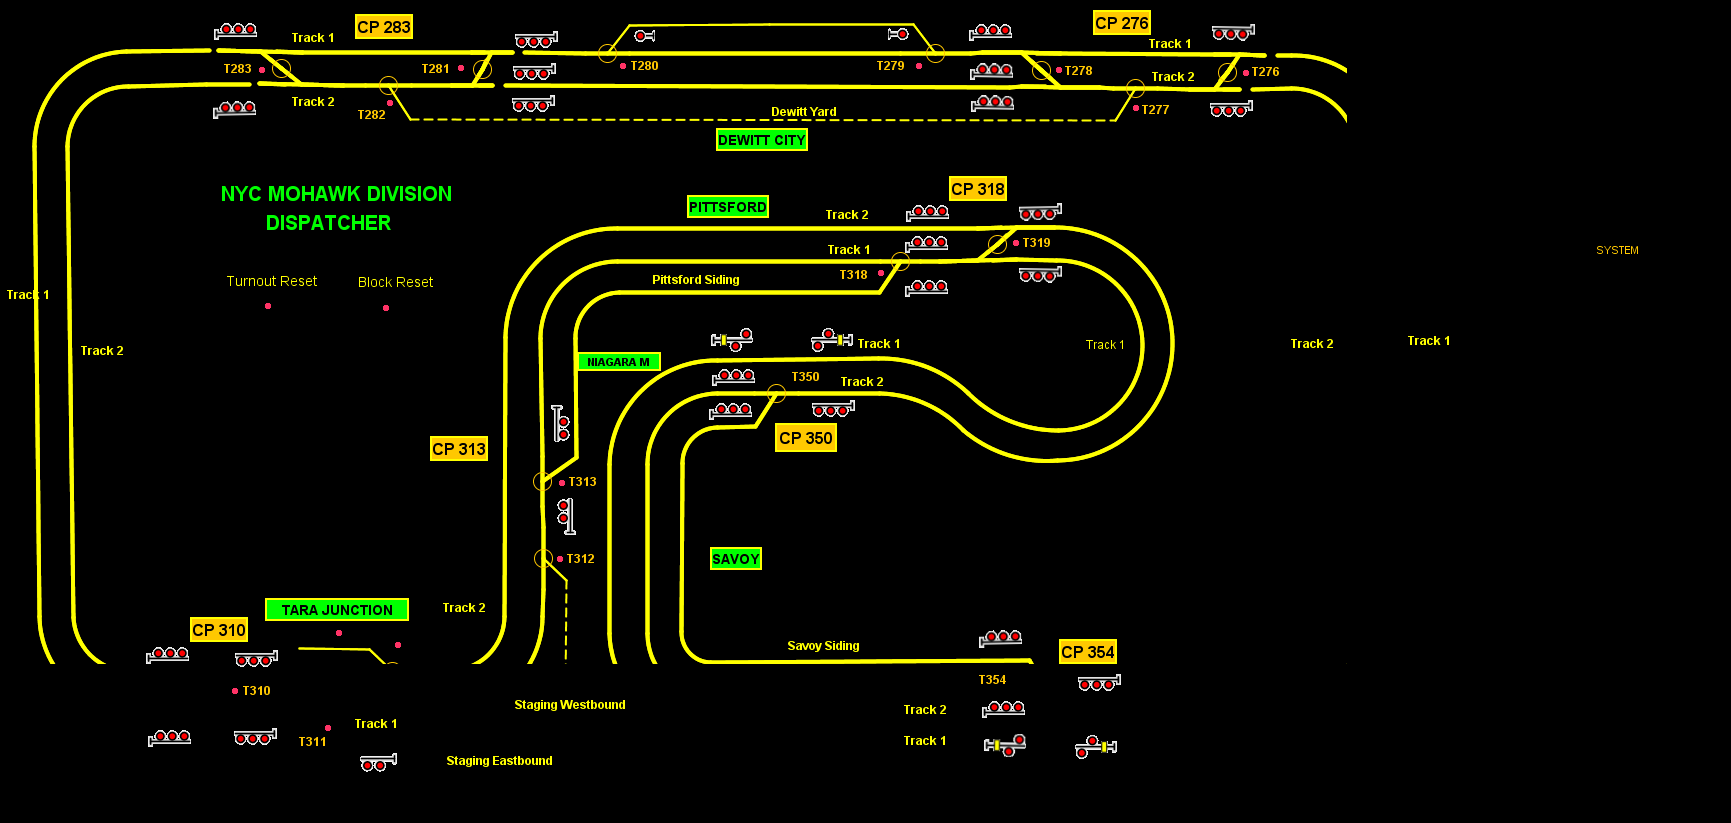 CP 283
CP 276
Track 1
Track 1
T283
T281
T280
T279
T278
Track 2
T276
Track 2
T282
Dewitt Yard
T277
DEWITT CITY
NYC MOHAWK DIVISION
DISPATCHER
CP 318
PITTSFORD
Track 2
Track 1
T319
SYSTEM
T318
Turnout Reset
Block Reset
Pittsford Siding
Track 1
Track 2
NIAGARA M
Track 1
Track 1
Track 2
Track 1
T350
Track 2
CP 313
CP 350
T313
T312
SAVOY
TARA JUNCTION
Track 2
CP 310
Savoy Siding
CP 354
T310
T354
Staging Westbound
Track 2
Track 1
T311
Track 1
Staging Eastbound